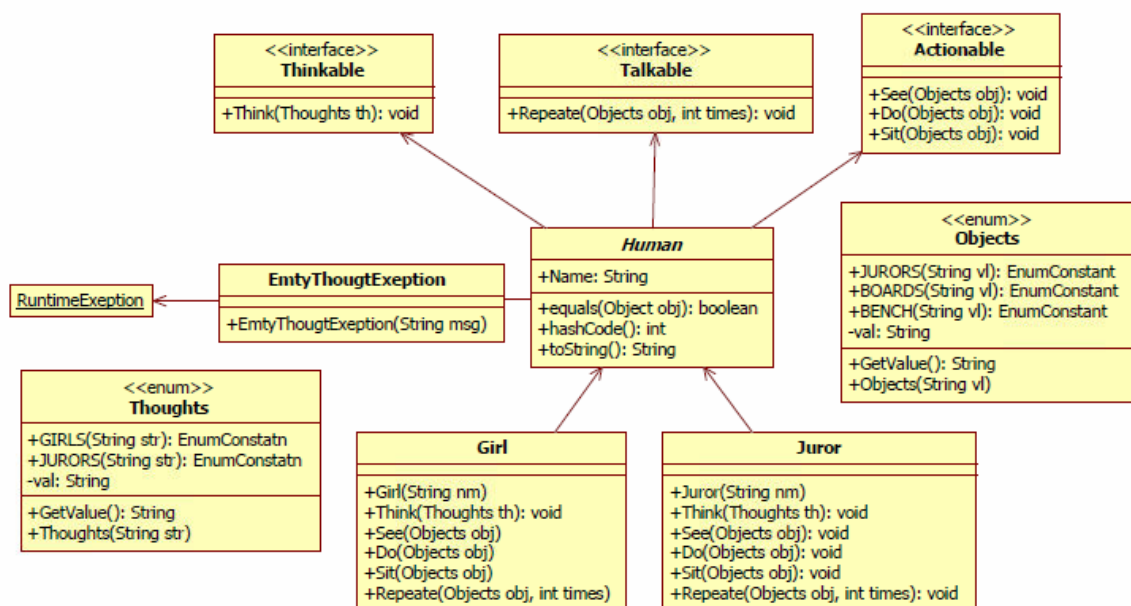 <<interface>>
Thinkable
+Think(Thoughts th): void
<<interface>>
Talkable
+Repeate(Objects obj, int times): void
<<interface>>
Actionable
+See(Objects obj): void
+Do(Objects obj): void
+Sit(Objects obj): void
Human
+Name: String
+equals(Object obj): boolean
+hashCode(): int
+toString(): String
<<enum>>
Objects
+JURORS(String vl): EnumConstant
+BOARDS(String vl): EnumConstant
+BENCH(String vl): EnumConstant
-val: String
+GetValue(): String
+Objects(String vl)
RuntimeExeption
EmtyThougtExeption
+EmtyThougtExeption(String msg)
<<enum>>
Thoughts
+GIRLS(String str): EnumConstatn
+JURORS(String str): EnumConstatn
-val: String
+GetValue(): String
+Thoughts(String str)
Girl
+Girl(String nm)
+Think(Thoughts th): void
+See(Objects obj)
+Do(Objects obj)
+Sit(Objects obj)
+Repeate(Objects obj, int times)
Juror
+Juror(String nm)
+Think(Thoughts th): void
+See(Objects obj): void
+Do(Objects obj): void
+Sit(Objects obj): void
+Repeate(Objects obj, int times): void